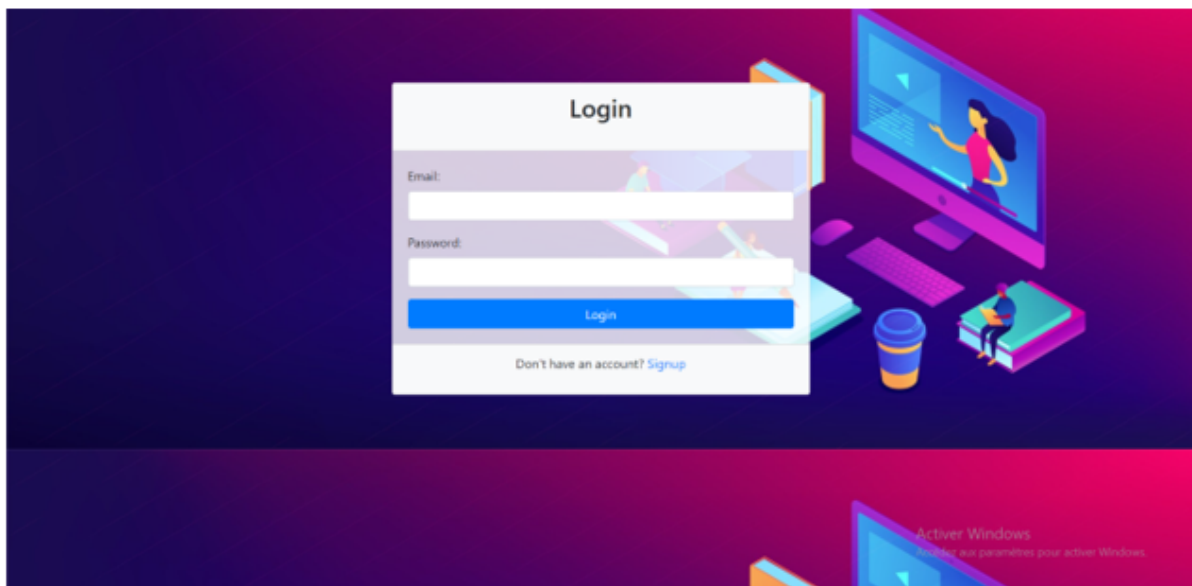 Login
Email:
Password:
Login
Don't have an account? Signup
Activer Windows
Accédez aux paramètres pour activer Windows.